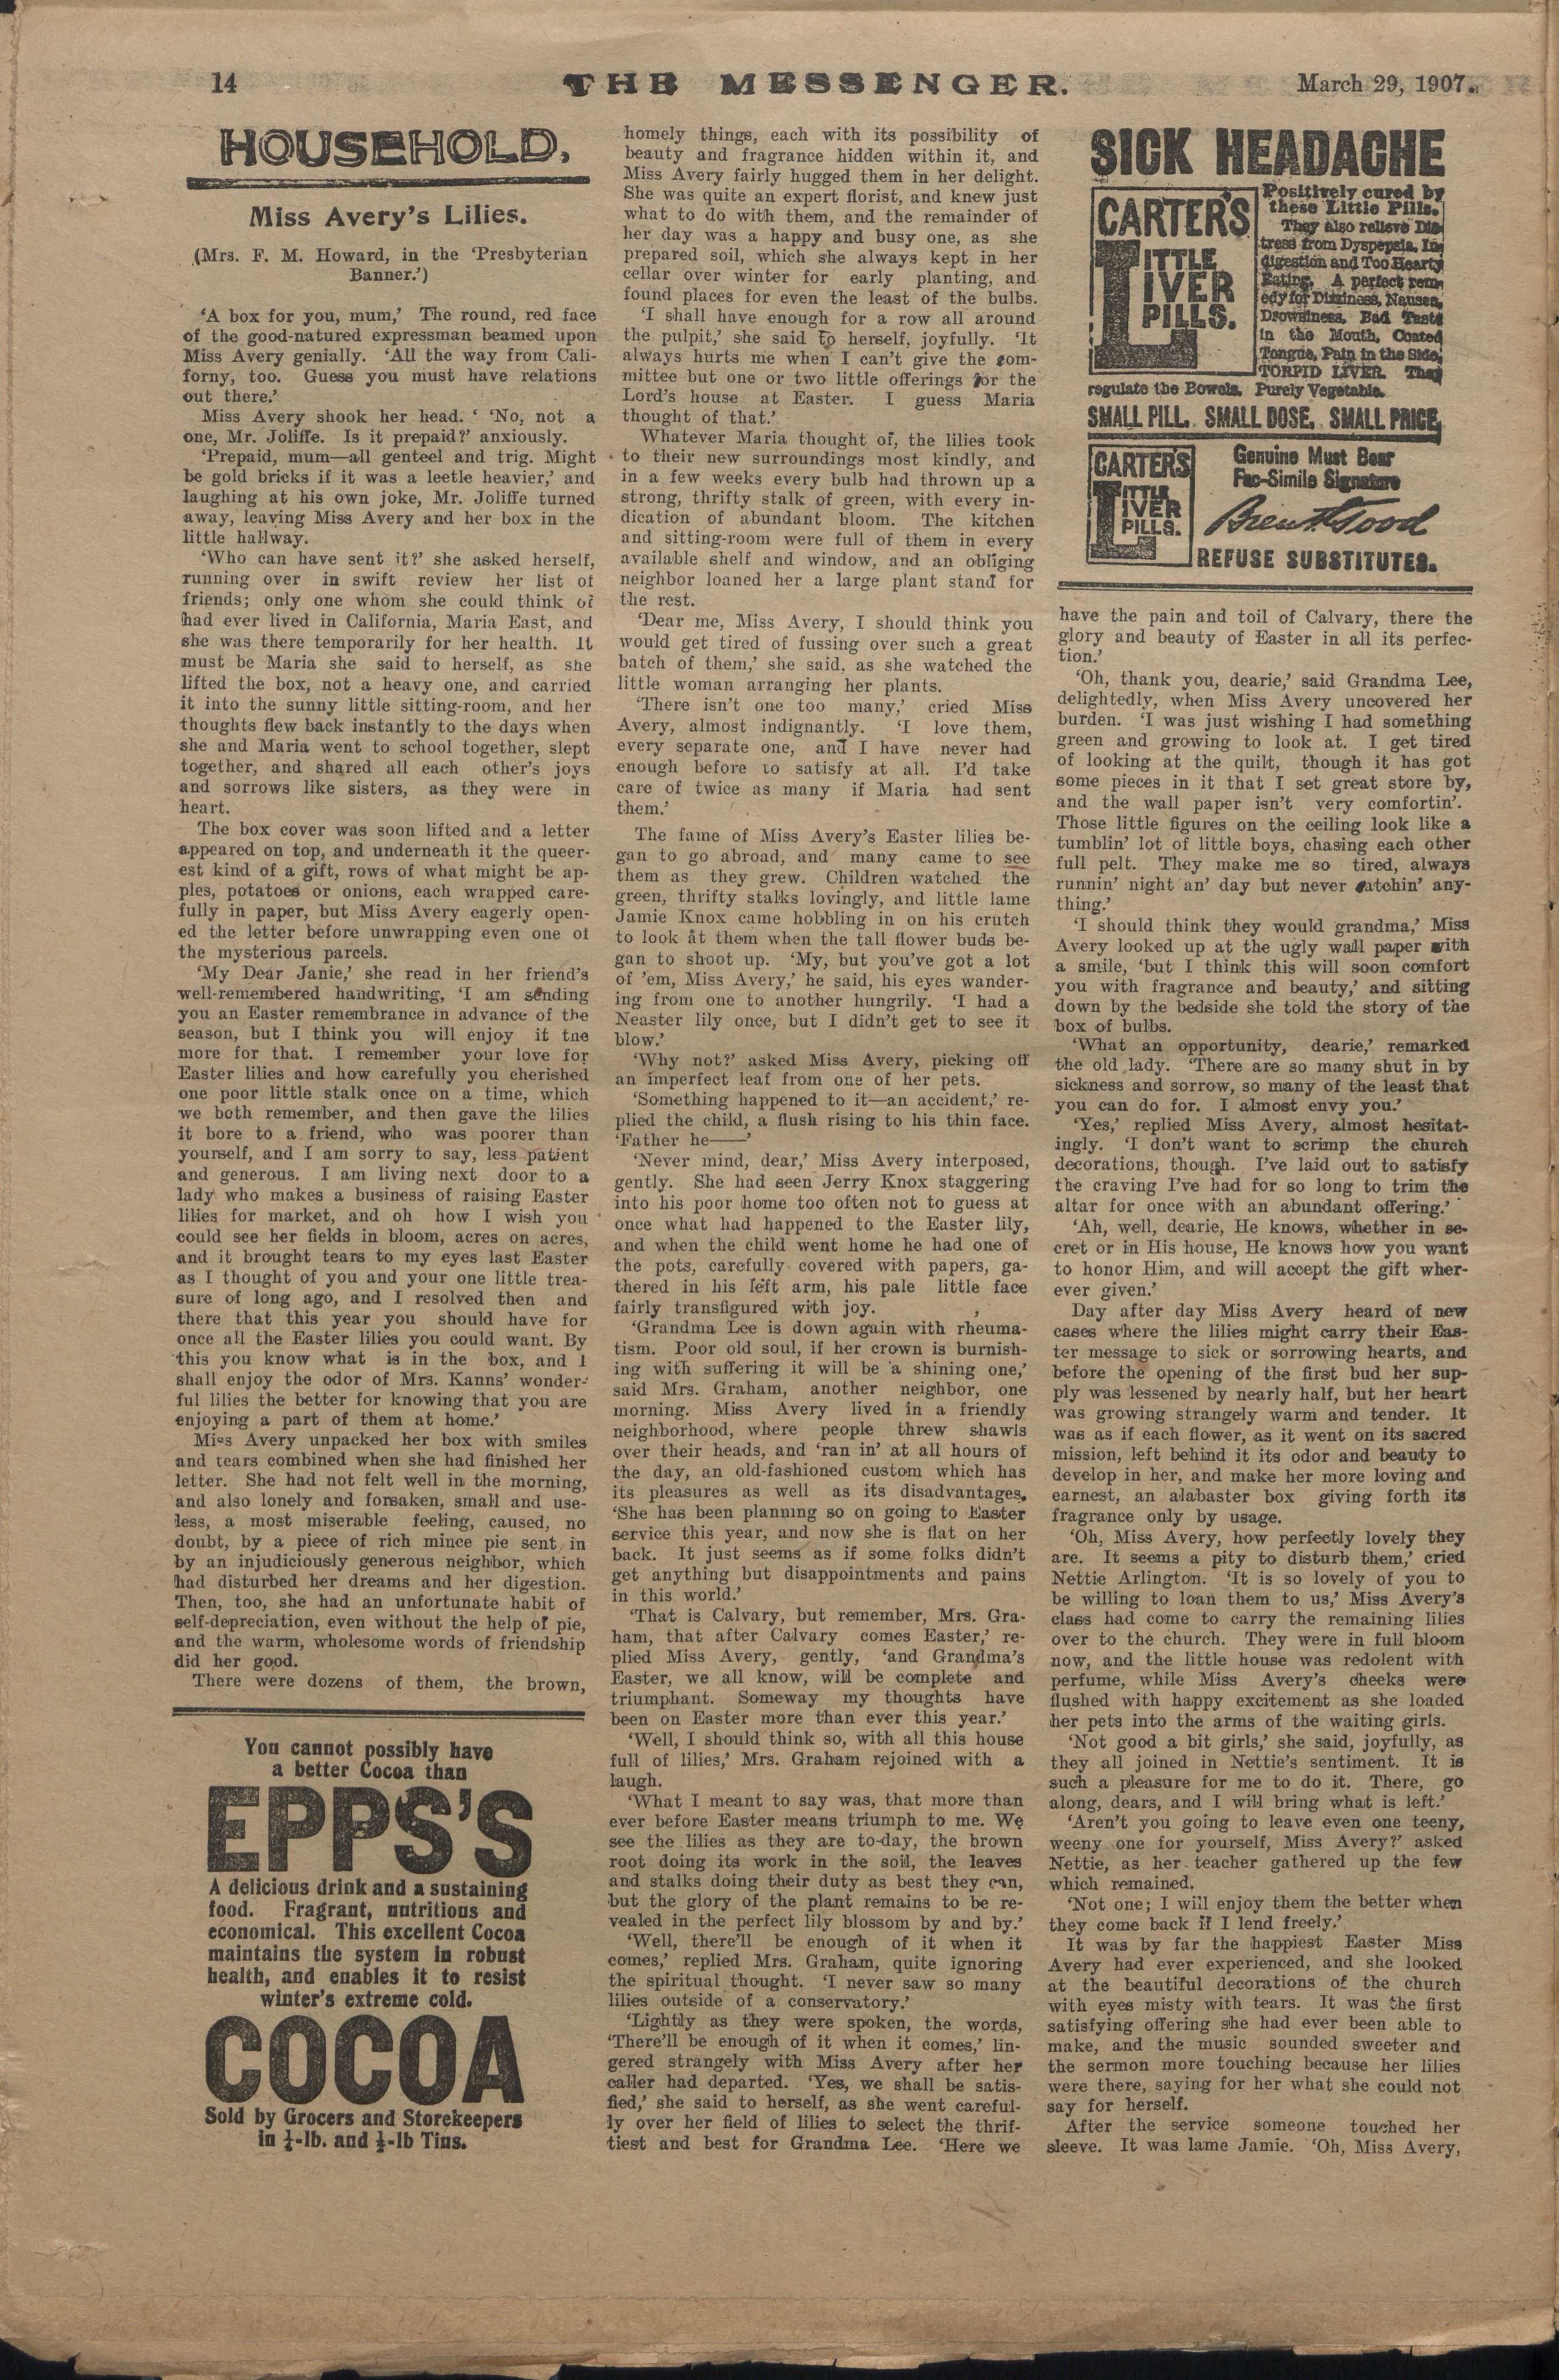 14
THE MESSENGER.
March 29, 1907.
HOUSEHOLD.
Miss Avery's Lilies.
(Mrs. F. M. Howard, in the 'Presbyterian
Banner.')
'A box for you, mum,' The round, red face
of the good-natured expressman beamed upon
Miss Avery genially. 'All the way from Cali-
forny, too. Guess you must have relations
out there.'
Miss Avery shook her head. ' 'No, not a
one, Mr. Joliffe. Is it prepaid?' anxiously.
'Prepaid, mum—all genteel and trig. Might
be gold bricks if it was a leetle heavier,' and
laughing at his own joke, Mr. Joliffe turned
away, leaving Miss Avery and her box in the
little hallway.
'Who can have sent it?' she asked herself,
running over in swift review her list of
friends; only one whom she could think of
had ever lived in California, Maria East, and
she was there temporarily for her health. It
must be Maria she said to herself, as she
lifted the box, not a heavy one, and carried
it into the sunny little sitting-room, and her
thoughts flew back instantly to the days when
she and Maria went to school together, slept
together, and shared all each other's joys
and sorrows like sisters, as they were in
heart.
The box cover was soon lifted and a letter
appeared on top, and underneath it the queer-
est kind of a gift, rows of what might be ap-
ples, potatoes or onions, each wrapped care-
fully in paper, but Miss Avery eagerly open-
ed the letter before unwrapping even one of
the mysterious parcels.
'My Dear Janie,' she read in her friend's
well-remembered handwriting, 'I am sending
you an Easter remembrance in advance of the
season, but I think you will enjoy it the
more for that. I remember your love for
Easter lilies and how carefully you cherished
one poor little stalk once on a time, which
we both remember, and then gave the lilies
it bore to a friend, who was poorer than
yourself, and I am sorry to say, less patient
and generous. I am living next door to a
lady who makes a business of raising Easter
lilies for market, and oh how I wish you
could see her fields in bloom, acres on acres,
and it brought tears to my eyes last Easter
as I thought of you and your one little trea-
sure of long ago, and I resolved then and
there that this year you should have for
once all the Easter lilies you could want. By
this you know what is in the box, and I
shall enjoy the odor of Mrs. Kanns' wonder-
ful lilies the better for knowing that you are
enjoying a part of them at home.'
Miss Avery unpacked her box with smiles
and tears combined when she had finished her
letter. She had not felt well in the morning,
and also lonely and forsaken, small and use-
less, a most miserable feeling, caused, no
doubt, by a piece of rich mince pie sent in
by an injudiciously generous neighbor, which
had disturbed her dreams and her digestion.
Then, too, she had an unfortunate habit of
self-depreciation, even without the help of pie,
and the warm, wholesome words of friendship
did her good.
There were dozens of them, the brown,
You cannot possibly have
a better Cocoa than
EPPS'S
A delicious drink and a sustaining
food. Fragrant, nutritious and
economical. This excellent Cocoa
maintains the system in robust
health, and enables it to resist
winter's extreme cold.
COCOA
Sold by Grocers and Storekeepers
in ¼-lb. and ½-lb Tins.
homely things, each with its possibility of
beauty and fragrance hidden within it, and
Miss Avery fairly hugged them in her delight.
She was quite an expert florist, and knew just
what to do with them, and the remainder of
her day was a happy and busy one, as she
prepared soil, which she always kept in her
cellar over winter for early planting, and
found places for even the least of the bulbs.
'I shall have enough for a row all around
the pulpit,' she said to herself, joyfully. 'It
always hurts me when I can't give the com-
mittee but one or two little offerings for the
Lord's house at Easter. I guess Maria
thought of that.'
Whatever Maria thought of, the lilies took
to their new surroundings most kindly, and
in a few weeks every bulb had thrown up a
strong, thrifty stalk of green, with every in-
dication of abundant bloom. The kitchen
and sitting-room were full of them in every
available shelf and window, and an obliging
neighbor loaned her a large plant stand for
the rest.
'Dear me, Miss Avery, I should think you
would get tired of fussing over such a great
batch of them,' she said, as she watched the
little woman arranging her plants.
'There isn't one too many,' cried Miss
Avery, almost indignantly. 'I love them,
every separate one, and I have never had
enough before to satisfy at all. I'd take
care of twice as many if Maria had sent
them.'
The fame of Miss Avery's Easter lilies be-
gan to go abroad, and many came to see
them as they grew. Children watched the
green, thrifty stalks lovingly, and little lame
Jamie Knox came hobbling in on his crutch
to look at them when the tall flower buds be-
gan to shoot up. 'My, but you've got a lot
of 'em, Miss Avery,' he said, his eyes wander-
ing from one to another hungrily. 'I had a
Neaster lily once, but I didn't get to see it
blow.'
'Why not?' asked Miss Avery, picking off
an imperfect leaf from one of her pets.
'Something happened to it—an accident,' re-
plied the child, a flush rising to his thin face.
'Father he——'
'Never mind, dear,' Miss Avery interposed,
gently. She had seen Jerry Knox staggering
into his poor home too often not to guess at
once what had happened to the Easter lily,
and when the child went home he had one of
the pots, carefully covered with papers, ga-
thered in his left arm, his pale little face
fairly transfigured with joy.
'Grandma Lee is down again with rheuma-
tism. Poor old soul, if her crown is burnish-
ing with suffering it will be a shining one,'
said Mrs. Graham, another neighbor, one
morning. Miss Avery lived in a friendly
neighborhood, where people threw shawls
over their heads, and 'ran in' at all hours of
the day, an old-fashioned custom which has
its pleasures as well as its disadvantages.
'She has been planning so on going to Easter
service this year, and now she is flat on her
back. It just seems as if some folks didn't
get anything but disappointments and pains
in this world.'
'That is Calvary, but remember, Mrs. Gra-
ham, that after Calvary comes Easter,' re-
plied Miss Avery, gently, 'and Grandma's
Easter, we all know, will be complete and
triumphant. Someway my thoughts have
been on Easter more than ever this year.'
'Well, I should think so, with all this house
full of lilies,' Mrs. Graham rejoined with a
laugh.
'What I meant to say was, that more than
ever before Easter means triumph to me. We
see the lilies as they are to-day, the brown
root doing its work in the soil, the leaves
and stalks doing their duty as best they can,
but the glory of the plant remains to be re-
vealed in the perfect lily blossom by and by.'
'Well, there'll be enough of it when it
comes,' replied Mrs. Graham, quite ignoring
the spiritual thought. 'I never saw so many
lilies outside of a conservatory.'
'Lightly as they were spoken, the words,
'There'll be enough of it when it comes,' lin-
gered strangely with Miss Avery after her
caller had departed. 'Yes, we shall be satis-
fied,' she said to herself, as she went careful-
ly over her field of lilies to select the thrif-
tiest and best for Grandma Lee. 'Here we
SICK HEADACHE
CARTER'S
LITTLE
LIVER
PILLS.
Positively cured by
these Little Pills.
They also relieve Dis-
tress from Dyspepsia, In-
digestion and Too Hearty
Eating. A perfect rem-
edy for Dizziness, Nausea,
Drowsiness, Bad Taste
in the Mouth, Coated
Tongue, Pain in the Side,
TORPID LIVER. They
regulate the Bowels. Purely Vegetable.
SMALL PILL. SMALL DOSE. SMALL PRICE.
CARTER'S
LITTLE
LIVER
PILLS.
Genuine Must Bear
Fac-Simile Signature
Brent Good
REFUSE SUBSTITUTES.
have the pain and toil of Calvary, there the
glory and beauty of Easter in all its perfec-
tion.'
'Oh, thank you, dearie,' said Grandma Lee,
delightedly, when Miss Avery uncovered her
burden. 'I was just wishing I had something
green and growing to look at. I get tired
of looking at the quilt, though it has got
some pieces in it that I set great store by,
and the wall paper isn't very comfortin'.
Those little figures on the ceiling look like a
tumblin' lot of little boys, chasing each other
full pelt. They make me so tired, always
runnin' night an' day but never catchin' any-
thing.'
'I should think they would grandma,' Miss
Avery looked up at the ugly wall paper with
a smile, 'but I think this will soon comfort
you with fragrance and beauty,' and sitting
down by the bedside she told the story of the
box of bulbs.
'What an opportunity, dearie,' remarked
the old lady. 'There are so many shut in by
sickness and sorrow, so many of the least that
you can do for. I almost envy you.'
'Yes,' replied Miss Avery, almost hesitat-
ingly. 'I don't want to scrimp the church
decorations, though. I've laid out to satisfy
the craving I've had for so long to trim the
altar for once with an abundant offering.'
'Ah, well, dearie, He knows, whether in se-
cret or in His house, He knows how you want
to honor Him, and will accept the gift wher-
ever given.'
Day after day Miss Avery heard of new
cases where the lilies might carry their Eas-
ter message to sick or sorrowing hearts, and
before the opening of the first bud her sup-
ply was lessened by nearly half, but her heart
was growing strangely warm and tender. It
was as if each flower, as it went on its sacred
mission, left behind it its odor and beauty to
develop in her, and make her more loving and
earnest, an alabaster box giving forth its
fragrance only by usage.
'Oh, Miss Avery, how perfectly lovely they
are. It seems a pity to disturb them,' cried
Nettie Arlington. 'It is so lovely of you to
be willing to loan them to us,' Miss Avery's
class had come to carry the remaining lilies
over to the church. They were in full bloom
now, and the little house was redolent with
perfume, while Miss Avery's cheeks were
flushed with happy excitement as she loaded
her pets into the arms of the waiting girls.
'Not good a bit girls,' she said, joyfully, as
they all joined in Nettie's sentiment. It is
such a pleasure for me to do it. There, go
along, dears, and I will bring what is left.'
'Aren't you going to leave even one teeny,
weeny one for yourself, Miss Avery?' asked
Nettie, as her teacher gathered up the few
which remained.
'Not one; I will enjoy them the better when
they come back if I lend freely.'
It was by far the happiest Easter Miss
Avery had ever experienced, and she looked
at the beautiful decorations of the church
with eyes misty with tears. It was the first
satisfying offering she had ever been able to
make, and the music sounded sweeter and
the sermon more touching because her lilies
were there, saying for her what she could not
say for herself.
After the service someone touched her
sleeve. It was lame Jamie. 'Oh, Miss Avery,